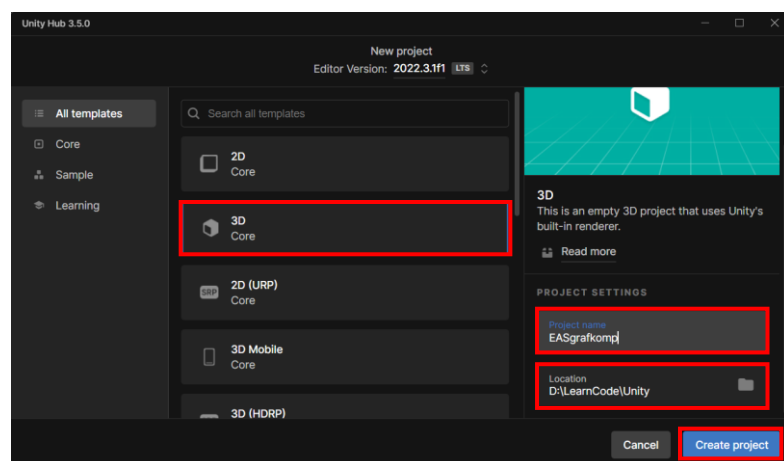 Unity Hub 3.5.0
New project
Editor Version: 2022.3.1f1 LTS
All templates
Core
Sample
Learning
Search all templates
2D
Core
3D
Core
SRP
2D (URP)
Core
3D Mobile
Core
3D (HDRP)
3D
This is an empty 3D project that uses Unity's
built-in renderer.
Read more
PROJECT SETTINGS
Project name
EASgrafkomp
Location
D:\LearnCode\Unity
Cancel
Create project